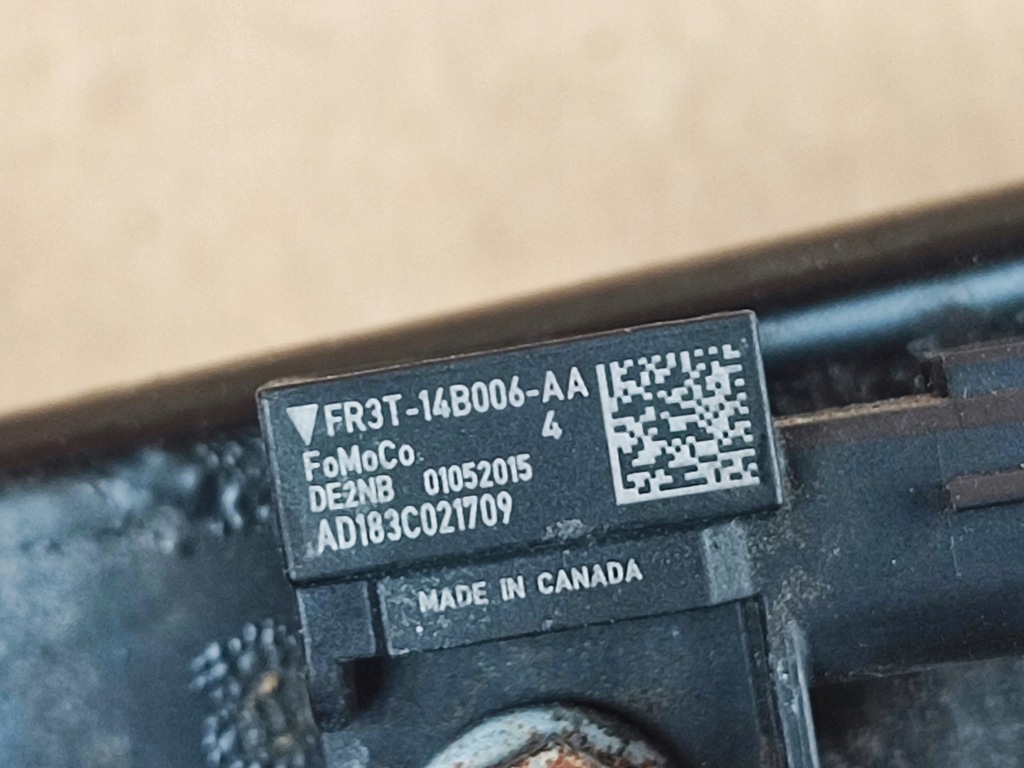 ▼FR3T-14B006-AA
4
FoMoCo
DE2NB 01052015
AD183C021709
MADE IN CANADA